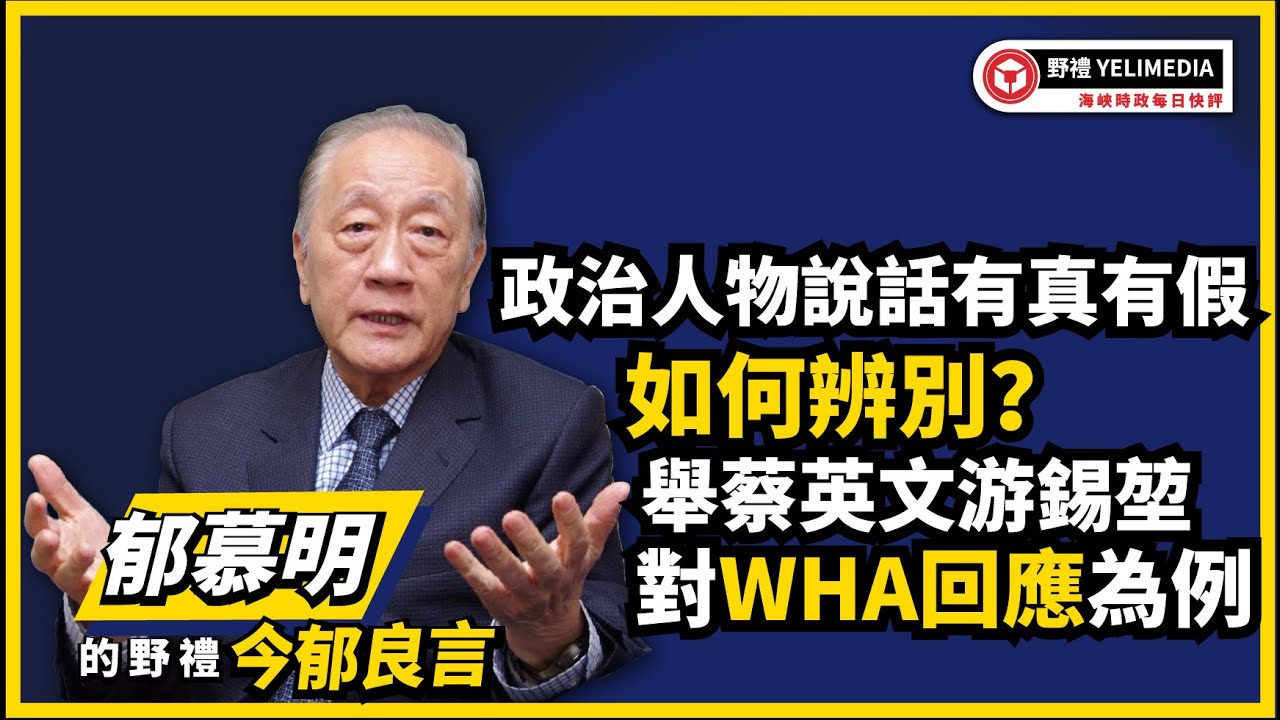 野禮 YELIMEDIA
海峽時政每日快評
政治人物說話有真有假
如何辨別？
舉蔡英文游錫堃
對WHA回應為例
郁慕明
的野禮 今郁良言